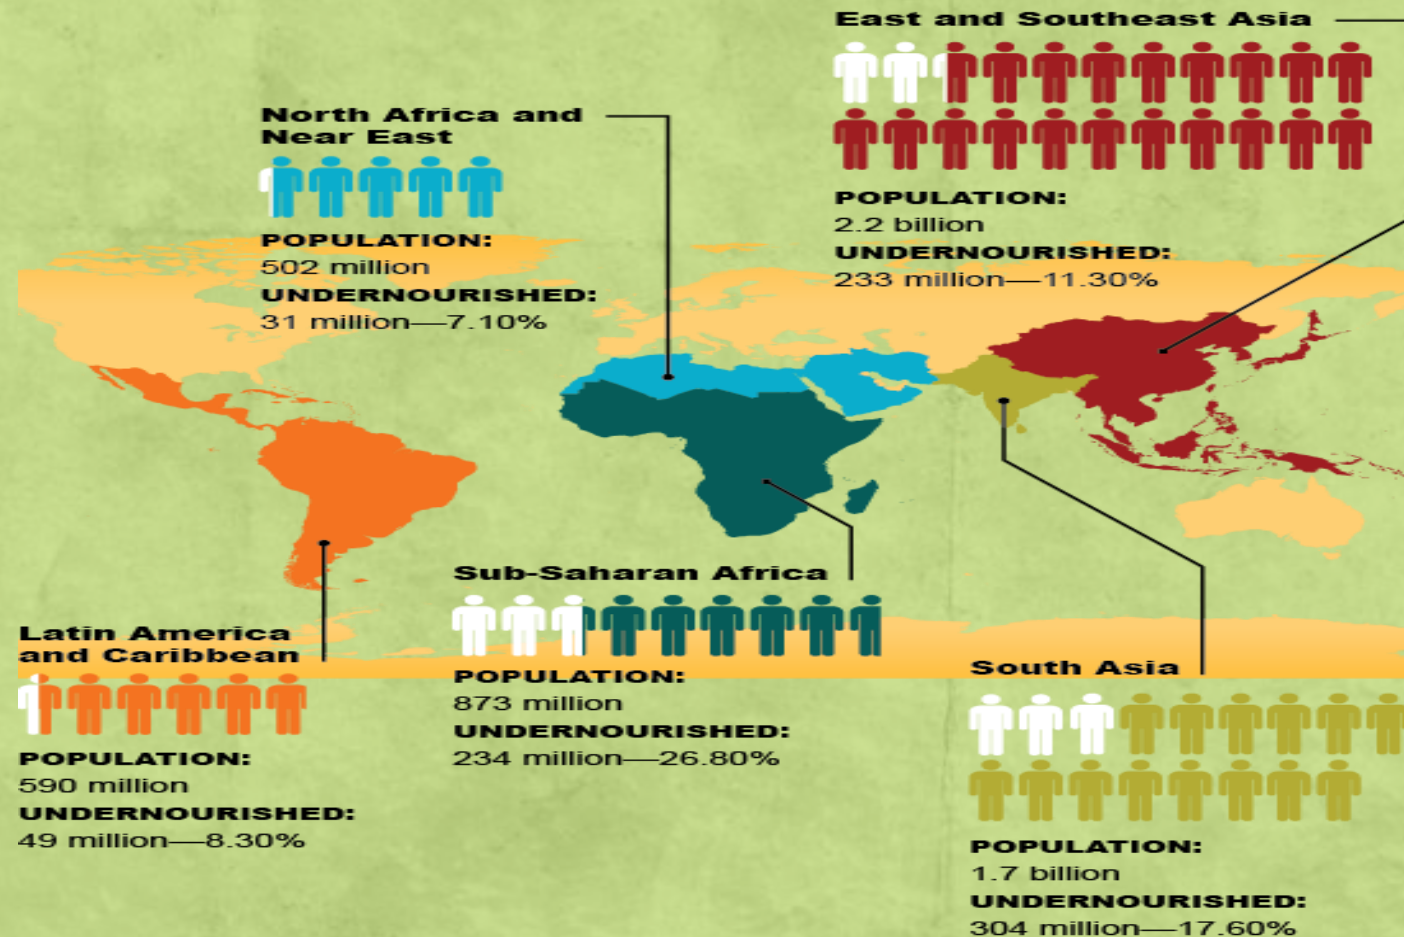 East and Southeast Asia
POPULATION:
2.2 billion
UNDERNOURISHED:
233 million—11.30%
North Africa and
Near East
POPULATION:
502 million
UNDERNOURISHED:
31 million—7.10%
Sub-Saharan Africa
POPULATION:
873 million
UNDERNOURISHED:
234 million—26.80%
Latin America
and Caribbean
POPULATION:
590 million
UNDERNOURISHED:
49 million—8.30%
South Asia
POPULATION:
1.7 billion
UNDERNOURISHED:
304 million—17.60%